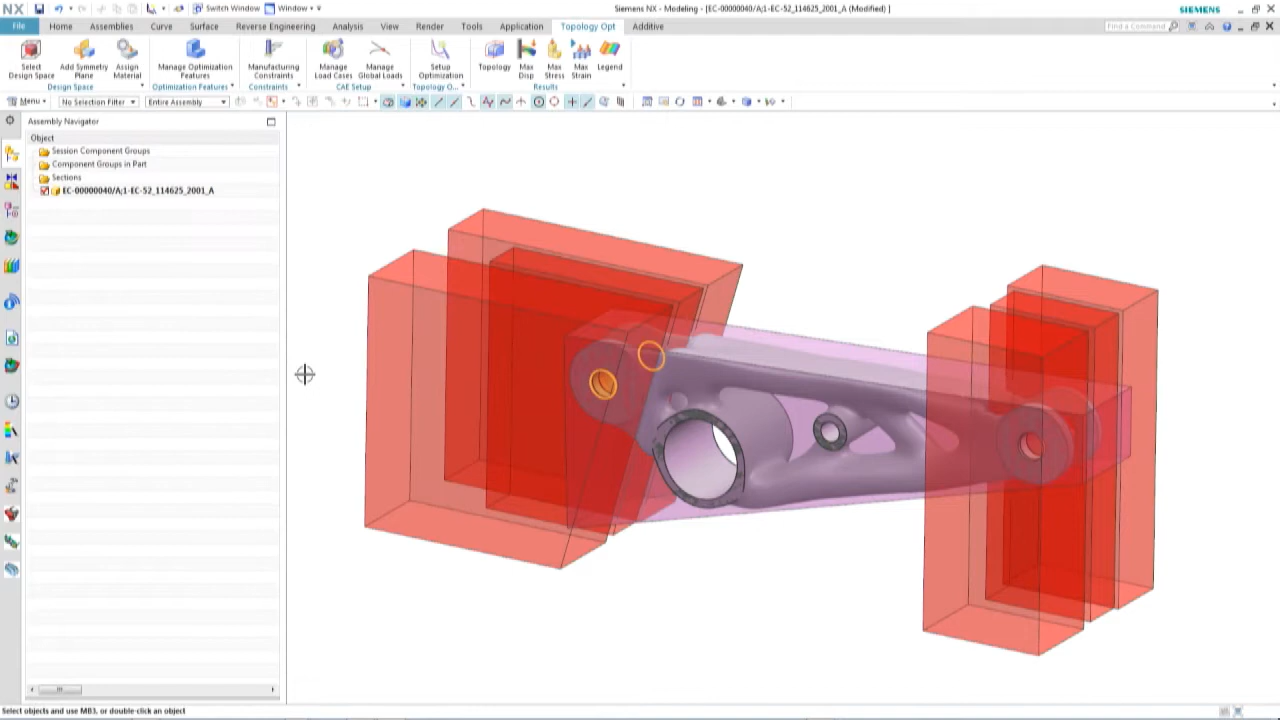 NX Switch Window Window Siemens NX - Modeling - [EC-00000040/A;1-EC-52_114625_2001_A (Modified) ] SIEMENS
File Home Assemblies Curve Surface Reverse Engineering Analysis View Render Tools Application Topology Opt Additive Find a Command
Select Design Space
Add Symmetry Plane
Assign Material
Manage Optimization Features
Manufacturing Constraints
Manage Load Cases
Manage Global Loads
Setup Optimization
Topology
Max Disp
Max Stress
Max Strain
Legend
Design Space Optimization Features Constraints CAE Setup Topology O... Results
Menu No Selection Filter Entire Assembly
Assembly Navigator
Object
Session Component Groups
Component Groups in Part
Sections
EC-00000040/A;1-EC-52_114625_2001_A
Select objects and use MB3, or double-click an object